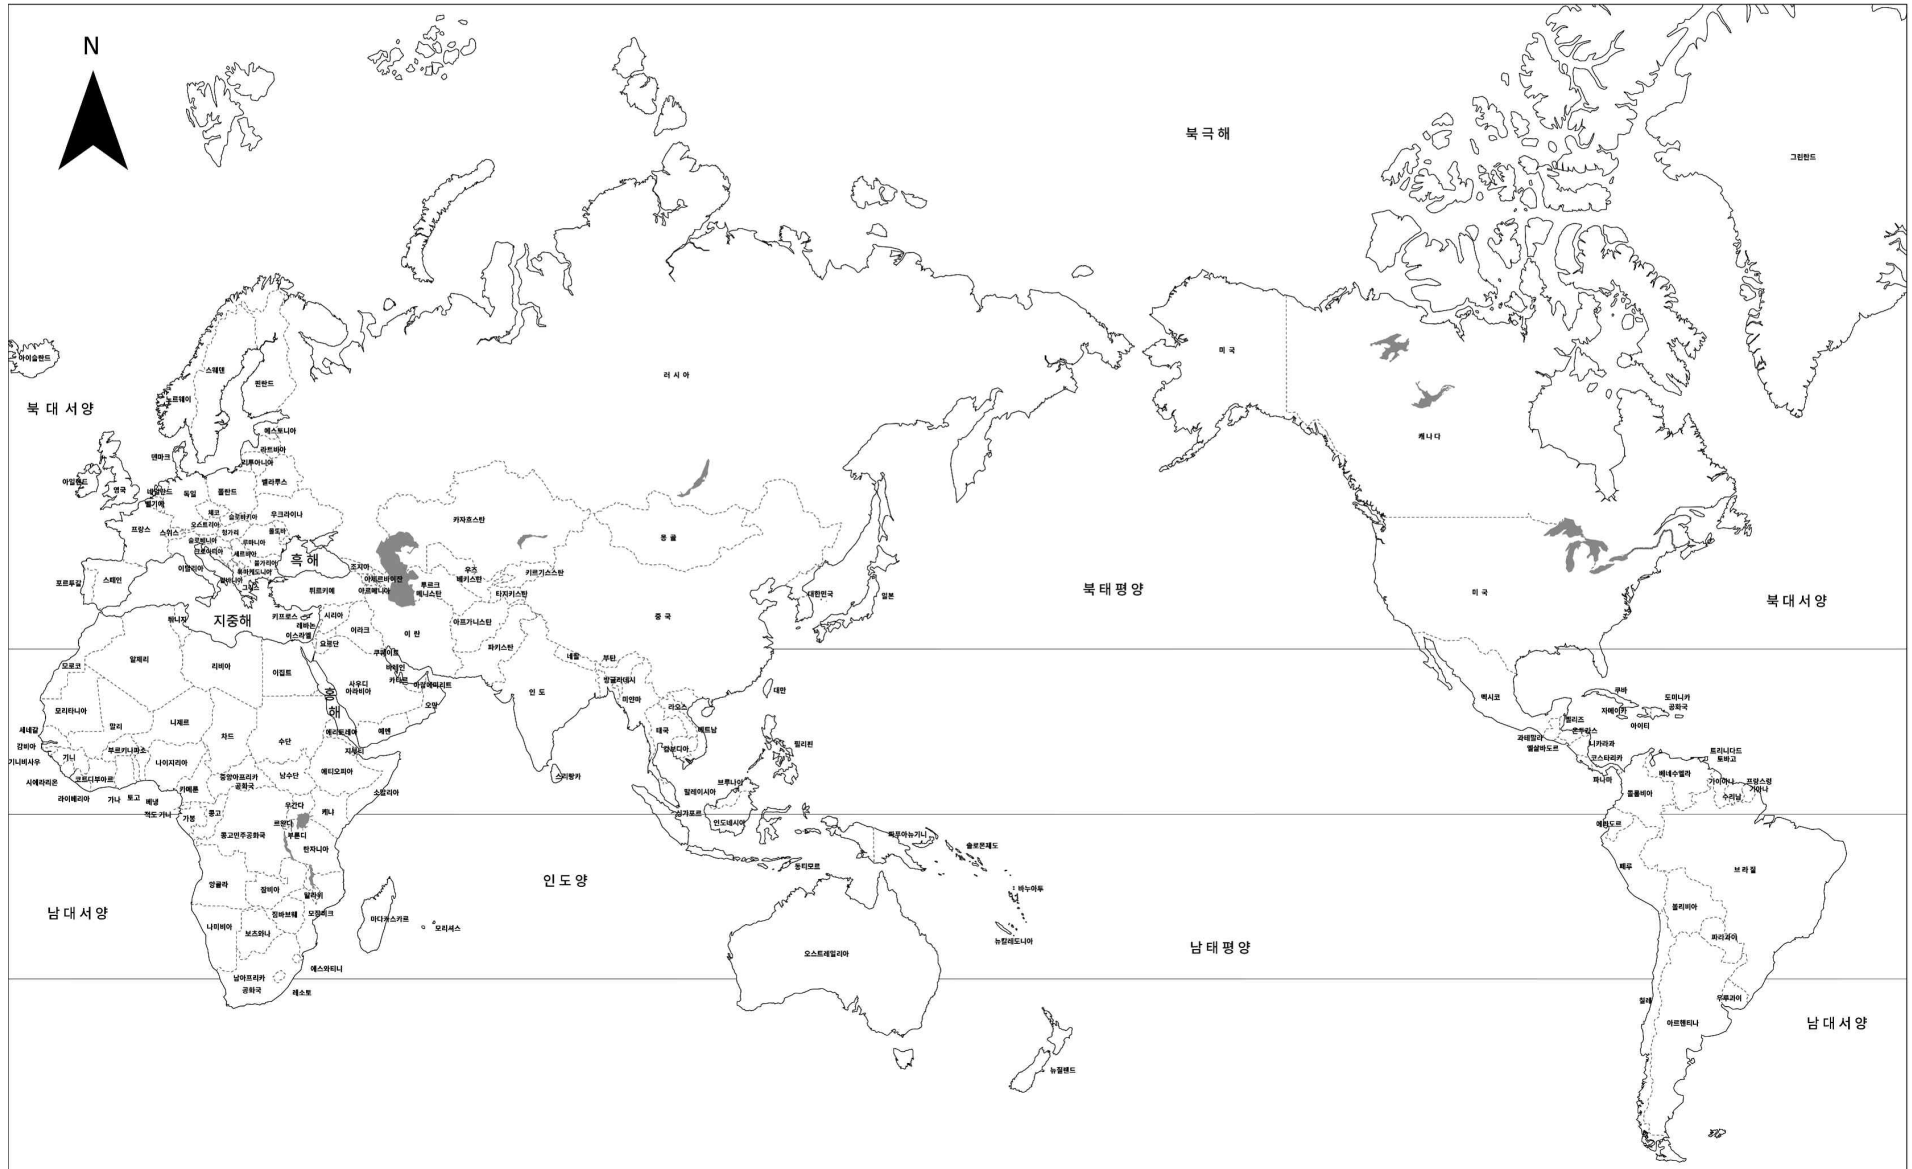 N
북극해
그린란드
아이슬란드
스웨덴
핀란드
노르웨이
러 시 아
미 국
캐 나 다
북 대 서양
에스토니아
라트비아
리투아니아
덴마크
아일랜드
영국
네덜란드
독일
폴란드
벨라루스
벨기에
체코
슬로바키아
우크라이나
프랑스
스위스
오스트리아
헝가리
몰도바
슬로베니아
루마니아
크로아티아
세르비아
불가리아
흑해
이탈리아
북마케도니아
알바니아
그리스
포르투갈
스페인
조지아
아제르바이잔
아르메니아
튀르키예
카자흐스탄
우즈
베키스탄
투르크
메니스탄
키르기스스탄
타지키스탄
몽 골
중 국
대한민국
일본
북태평양
미 국
북대서양
지중해
튀니지
키프로스
레바논
이스라엘
시리아
이라크
요르단
이 란
아프가니스탄
파키스탄
쿠웨이트
바레인
카타르
아랍에미리트
사우디
아라비아
오만
예멘
홍
해
모로코
알제리
리비아
이집트
네팔
부탄
방글라데시
인 도
미얀마
라오스
태국
베트남
캄보디아
대만
필리핀
스리랑카
멕시코
쿠바
도미니카
공화국
자메이카
아이티
벨리즈
온두라스
과테말라
엘살바도르
니카라과
코스타리카
파나마
트리니다드
토바고
베네수엘라
가이아나
프랑스령
기아나
수리남
콜롬비아
모리타니아
말리
니제르
차드
수단
에리트레아
지부티
세네갈
감비아
기니비사우
기니
시에라리온
라이베리아
코트디부아르
부르키나파소
가나
토고
베냉
나이지리아
카메룬
적도 기니
중앙아프리카
공화국
남수단
에티오피아
소말리아
우간다
케냐
가봉
콩고
콩고민주공화국
르완다
부룬디
탄자니아
브루나이
말레이시아
싱가포르
인도네시아
파푸아뉴기니
솔로몬제도
동티모르
바누아투
뉴칼레도니아
에콰도르
페루
브 라 질
볼리비아
파라과이
인도양
남대서양
앙골라
잠비아
말라위
짐바브웨
모잠비크
나미비아
보츠와나
마다카스카르
모리셔스
남아프리카
공화국
에스와티니
레소토
오스트레일리아
남태평양
뉴질랜드
칠레
우루과이
아르헨티나
남대서양